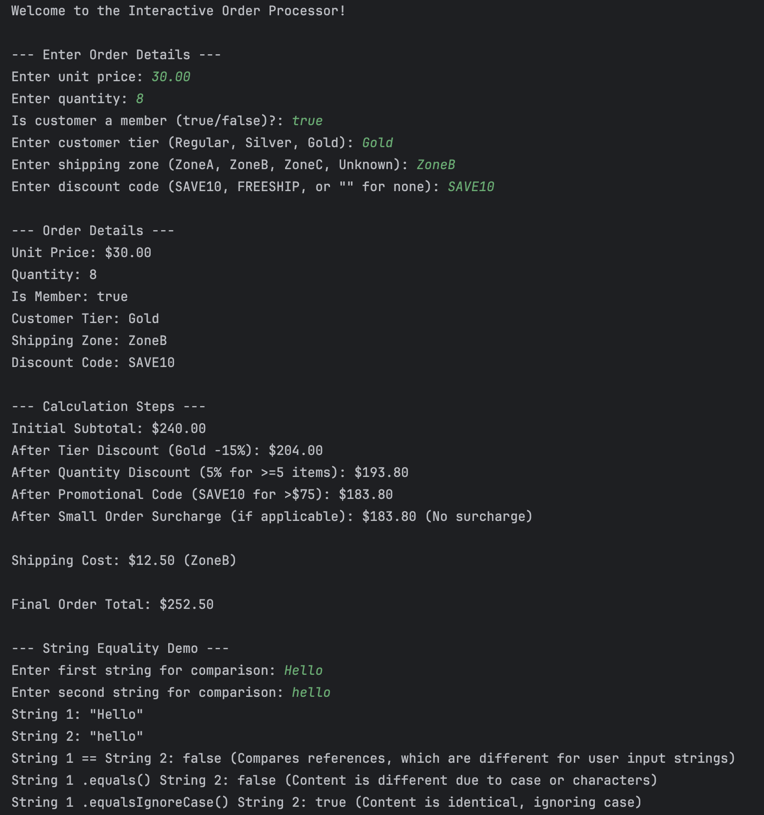 Welcome to the Interactive Order Processor!
--- Enter Order Details ---
Enter unit price: 30.00
Enter quantity: 8
Is customer a member (true/false)?: true
Enter customer tier (Regular, Silver, Gold): Gold
Enter shipping zone (ZoneA, ZoneB, ZoneC, Unknown): ZoneB
Enter discount code (SAVE10, FREESHIP, or "" for none): SAVE10
--- Order Details ---
Unit Price: $30.00
Quantity: 8
Is Member: true
Customer Tier: Gold
Shipping Zone: ZoneB
Discount Code: SAVE10
--- Calculation Steps ---
Initial Subtotal: $240.00
After Tier Discount (Gold -15%): $204.00
After Quantity Discount (5% for >=5 items): $193.80
After Promotional Code (SAVE10 for >$75): $183.80
After Small Order Surcharge (if applicable): $183.80 (No surcharge)
Shipping Cost: $12.50 (ZoneB)
Final Order Total: $252.50
--- String Equality Demo ---
Enter first string for comparison: Hello
Enter second string for comparison: hello
String 1: "Hello"
String 2: "hello"
String 1 == String 2: false (Compares references, which are different for user input strings)
String 1 .equals() String 2: false (Content is different due to case or characters)
String 1 .equalsIgnoreCase() String 2: true (Content is identical, ignoring case)